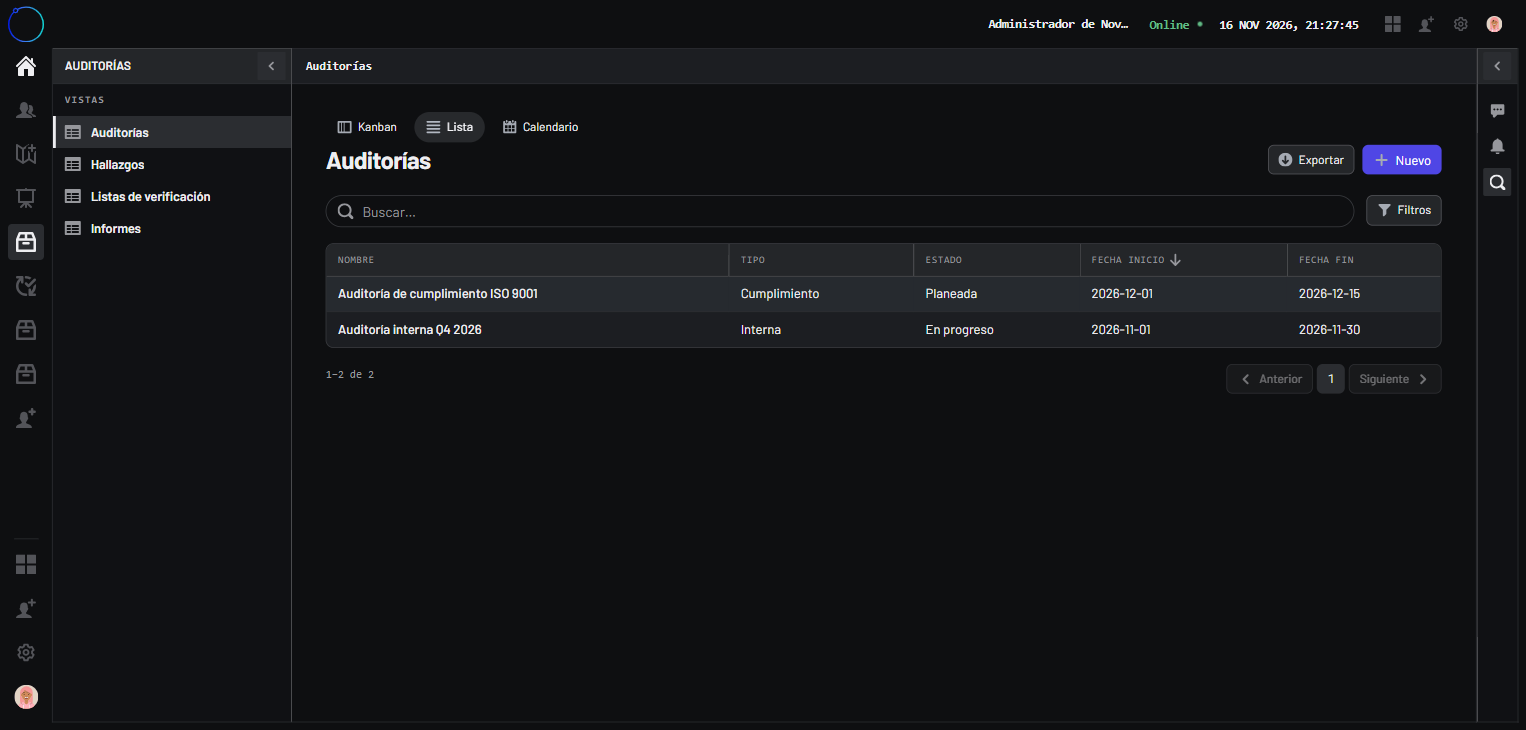 Administrador de Nov… Online 16 NOV 2026, 21:27:45
AUDITORÍAS
Auditorías
VISTAS
Auditorías
Hallazgos
Listas de verificación
Informes
Kanban Lista Calendario
Auditorías
Exportar Nuevo
Buscar...
Filtros
NOMBRE TIPO ESTADO FECHA INICIO FECHA FIN
Auditoría de cumplimiento ISO 9001 Cumplimiento Planeada 2026-12-01 2026-12-15
Auditoría interna Q4 2026 Interna En progreso 2026-11-01 2026-11-30
1–2 de 2
Anterior 1 Siguiente